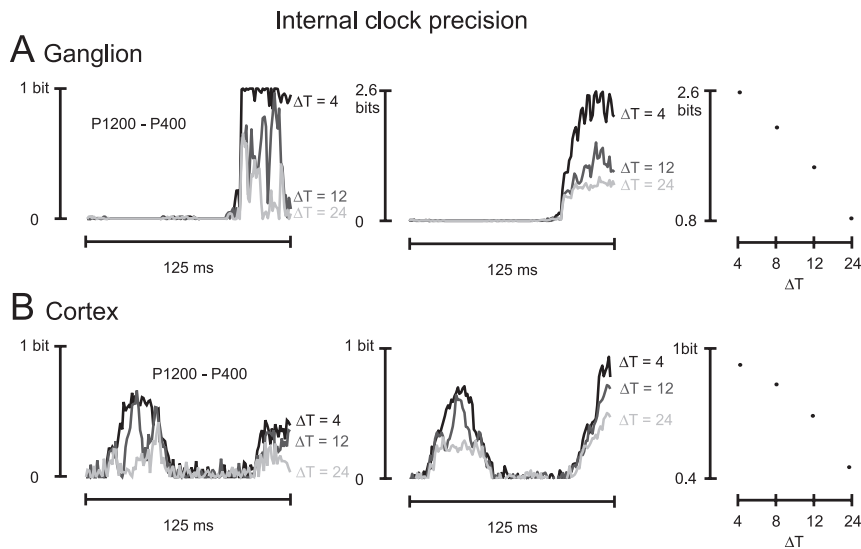 Internal clock precision
A Ganglion
1 bit
P1200 - P400
ΔT = 4
ΔT = 12
ΔT = 24
0
125 ms
2.6
bits
ΔT = 4
ΔT = 12
ΔT = 24
0
125 ms
2.6
0.8
4 8 12 24
ΔT
B Cortex
1 bit
P1200 - P400
ΔT = 4
ΔT = 12
ΔT = 24
0
125 ms
1 bit
ΔT = 4
ΔT = 12
ΔT = 24
0
125 ms
1bit
0.4
4 8 12 24
ΔT